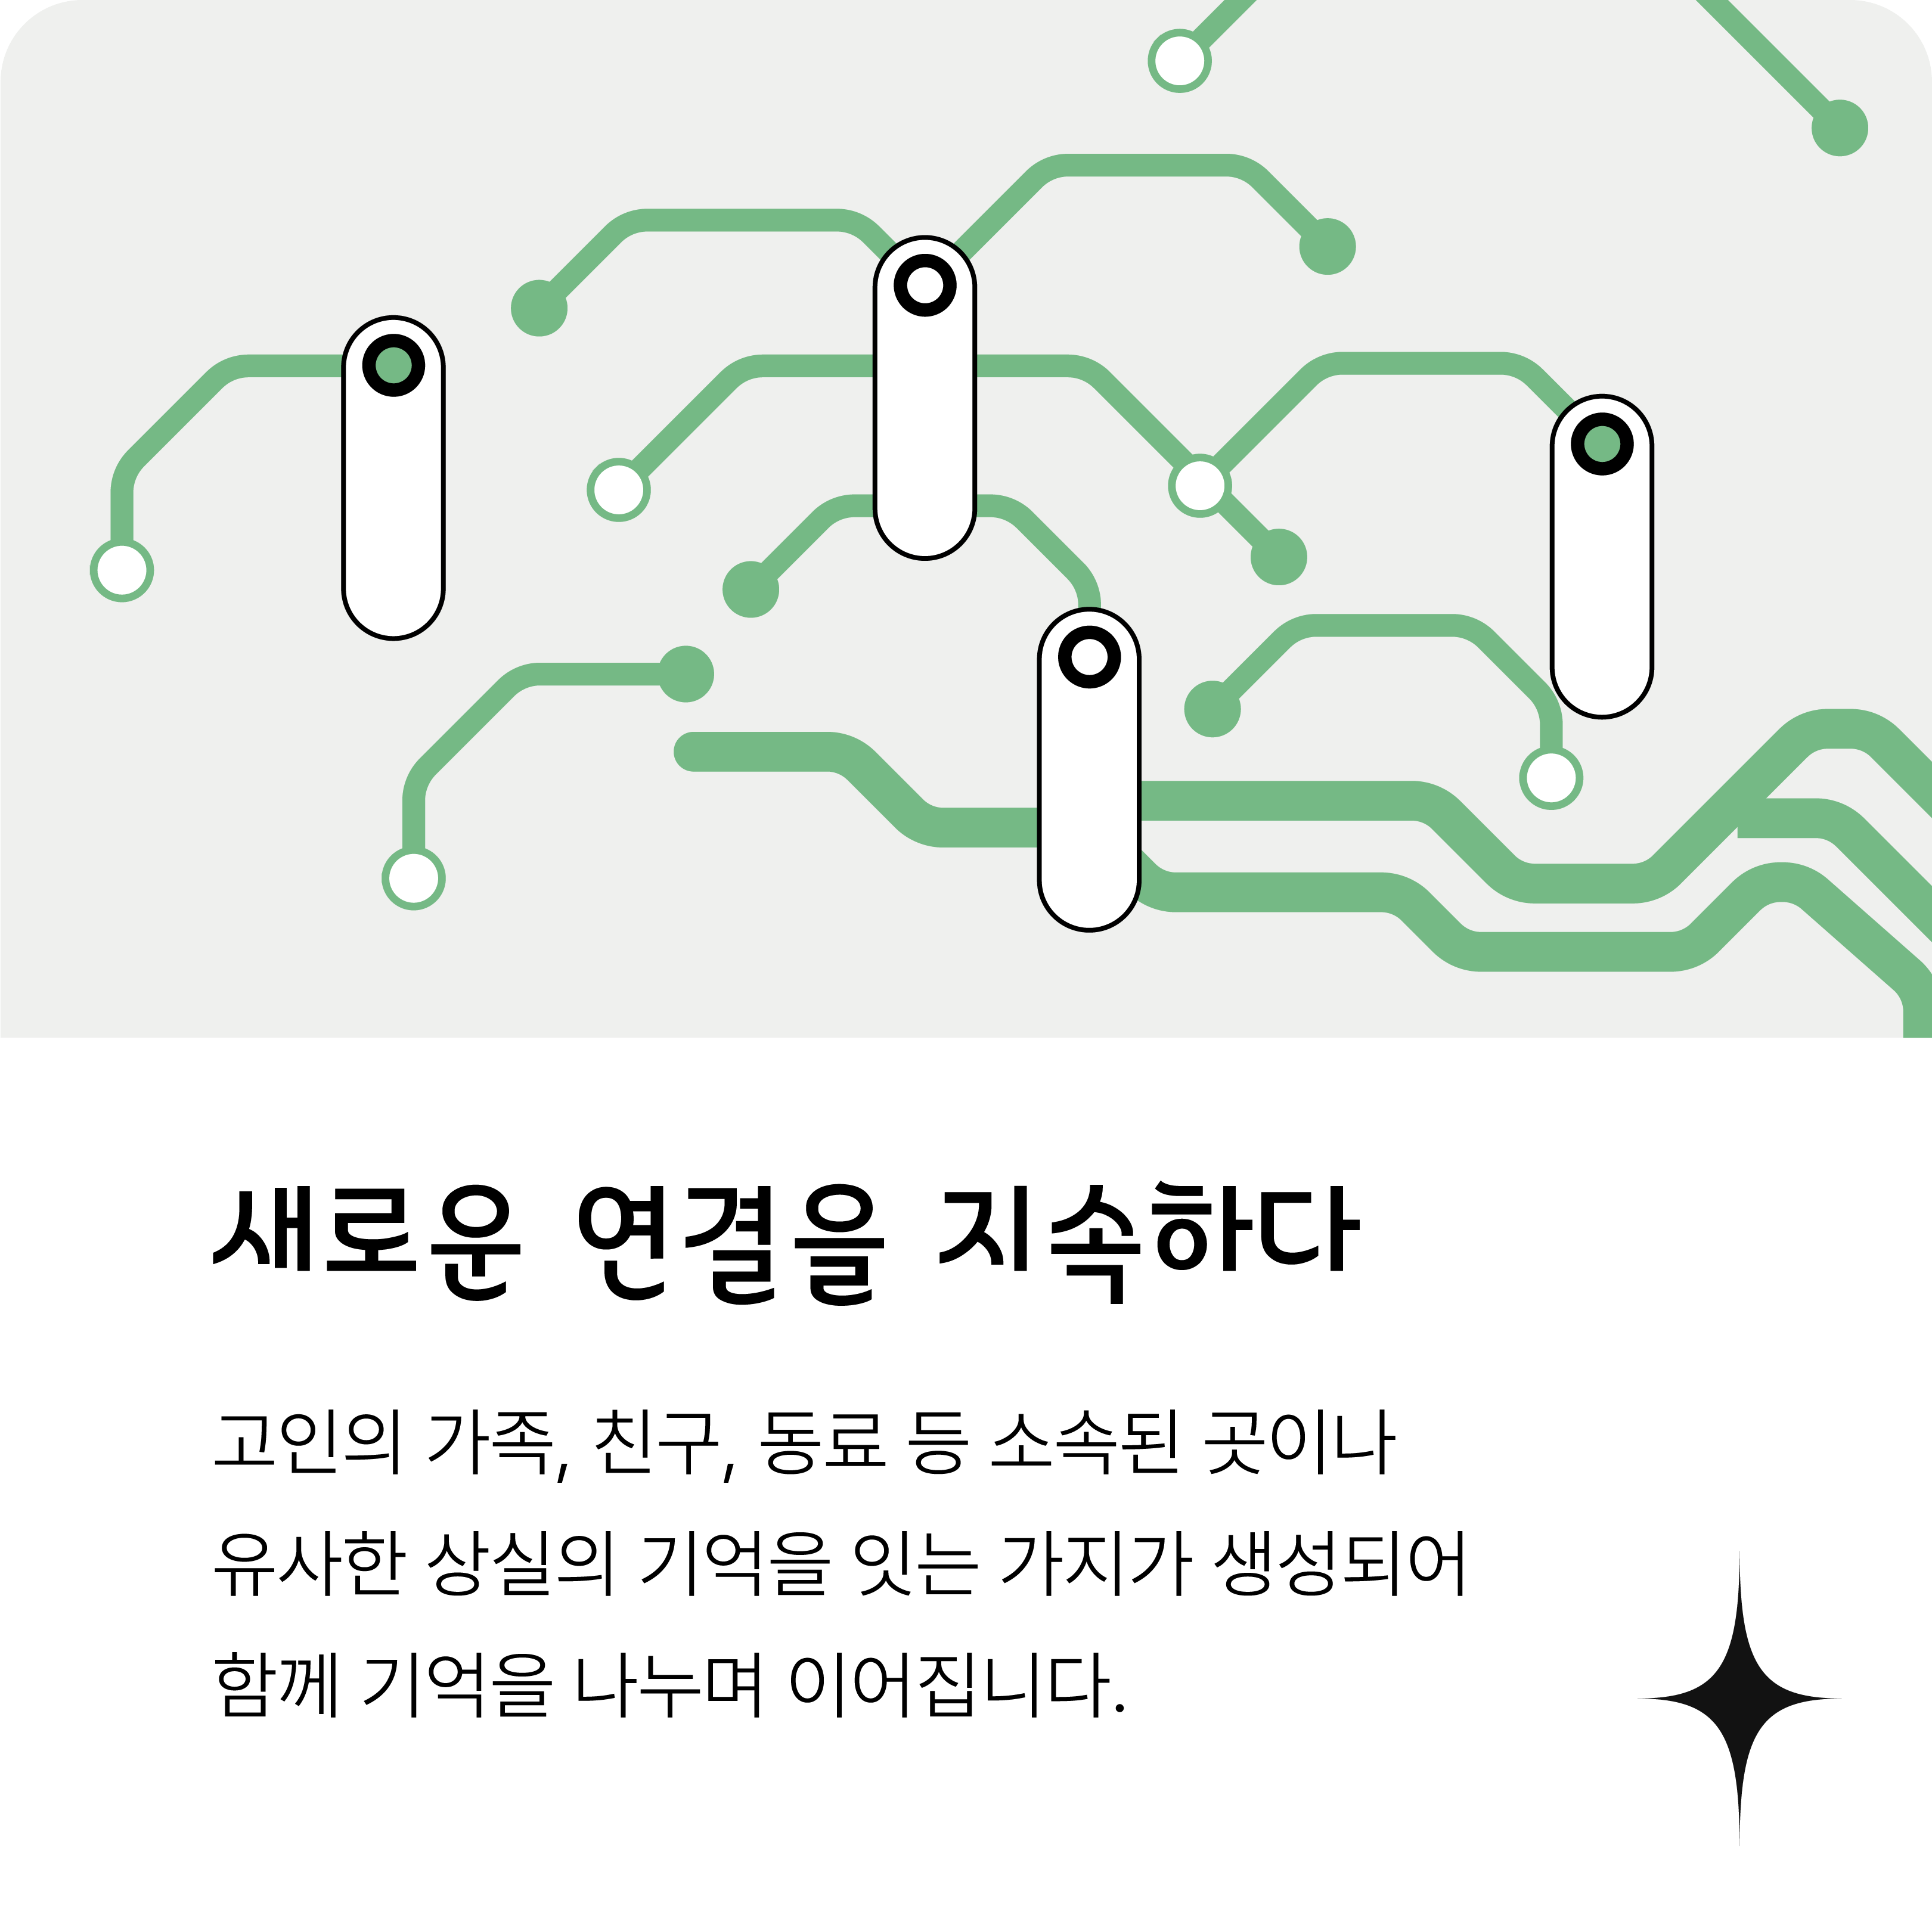 새로운 연결을 지속하다
고인의 가족, 친구, 동료 등 소속된 곳이나
유사한 상실의 기억을 잇는 가지가 생성되어
함께 기억을 나누며 이어집니다.